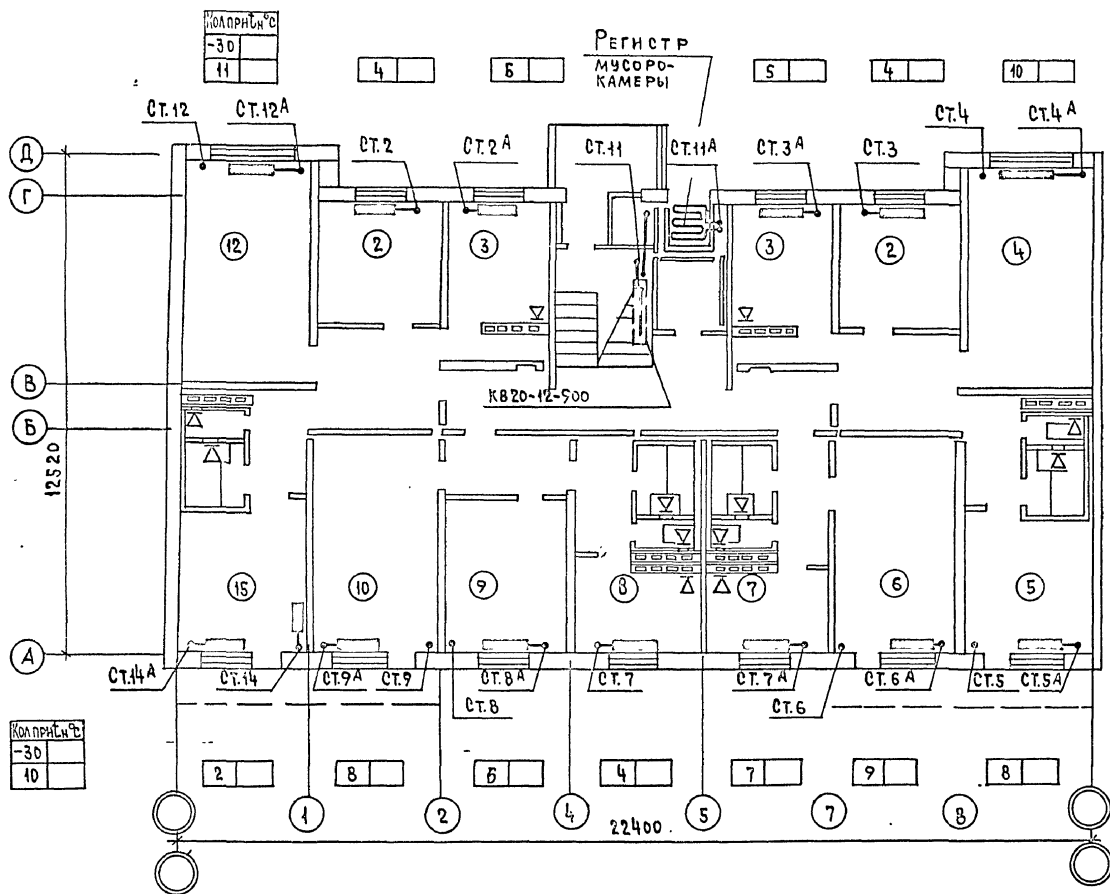 Кол при tн°С
-30
11
4
Б
Регистр
мусоро-
камеры
5
4
10
Ст.12
Ст.12А
Ст.2
Ст.2А
Ст.11
Ст.11А
Ст.3А
Ст.3
Ст.4
Ст.4А
Д
Г
12
2
3
3
2
4
В
Б
КВ20-12-500
12520
15
10
9
8
7
6
5
А
Ст.14А
Ст.14
Ст.9А
Ст.9
Ст.8А
Ст.8
Ст.7
Ст.7А
Ст.6
Ст.6А
Ст.5
Ст.5А
Кол при tн°С
-30
10
2
8
Б
4
7
9
8
1
2
4
5
7
8
22400